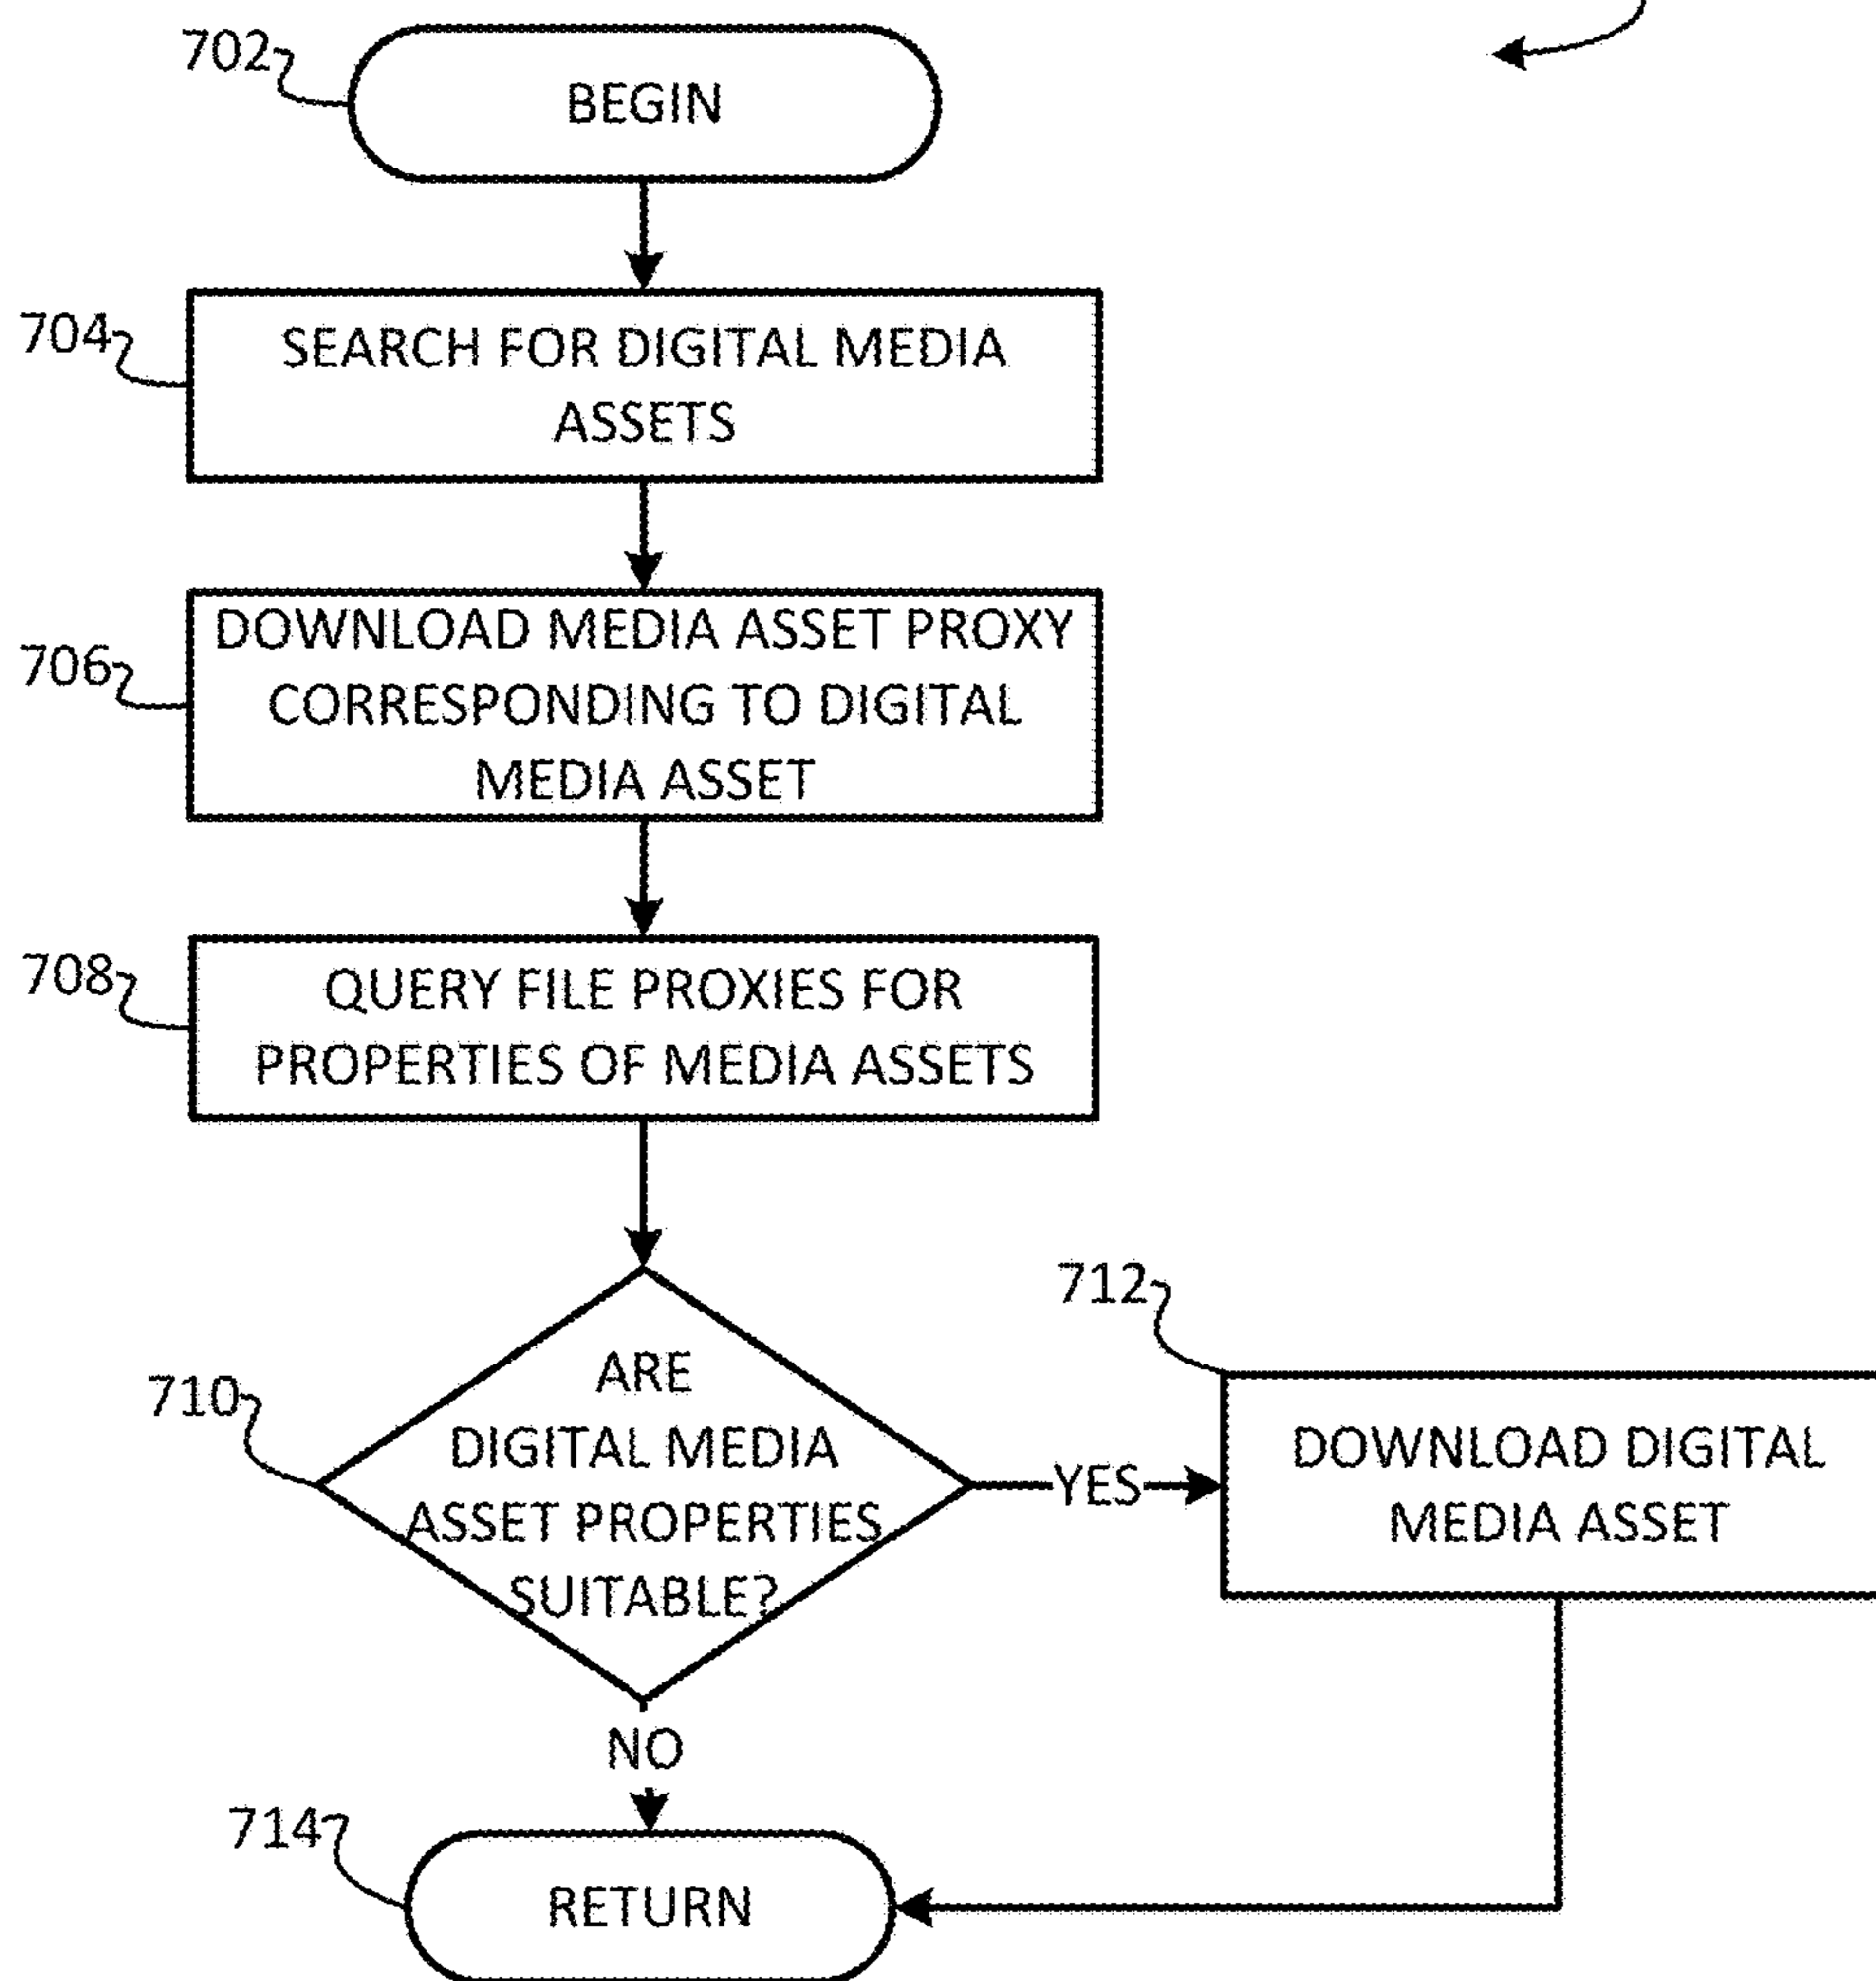 702
BEGIN
704
SEARCH FOR DIGITAL MEDIA
ASSETS
706
DOWNLOAD MEDIA ASSET PROXY
CORRESPONDING TO DIGITAL
MEDIA ASSET
708
QUERY FILE PROXIES FOR
PROPERTIES OF MEDIA ASSETS
710
ARE
DIGITAL MEDIA
ASSET PROPERTIES
SUITABLE?
YES
712
DOWNLOAD DIGITAL
MEDIA ASSET
NO
714
RETURN